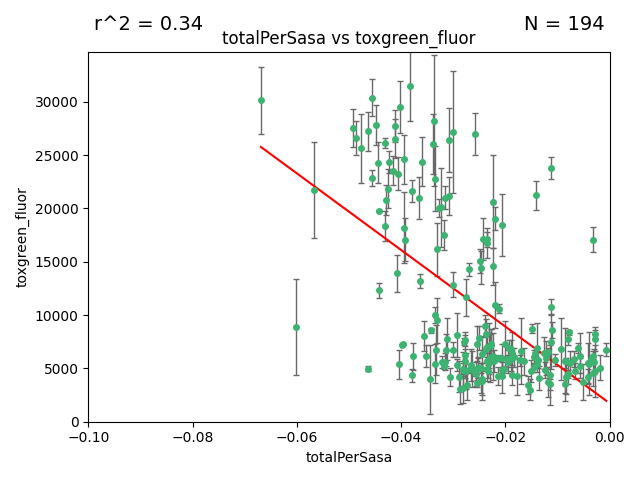 r^2 = 0.34
N = 194
totalPerSasa vs toxgreen_fluor
toxgreen_fluor
30000
25000
20000
15000
10000
5000
0
−0.10
−0.08
−0.06
−0.04
−0.02
0.00
totalPerSasa